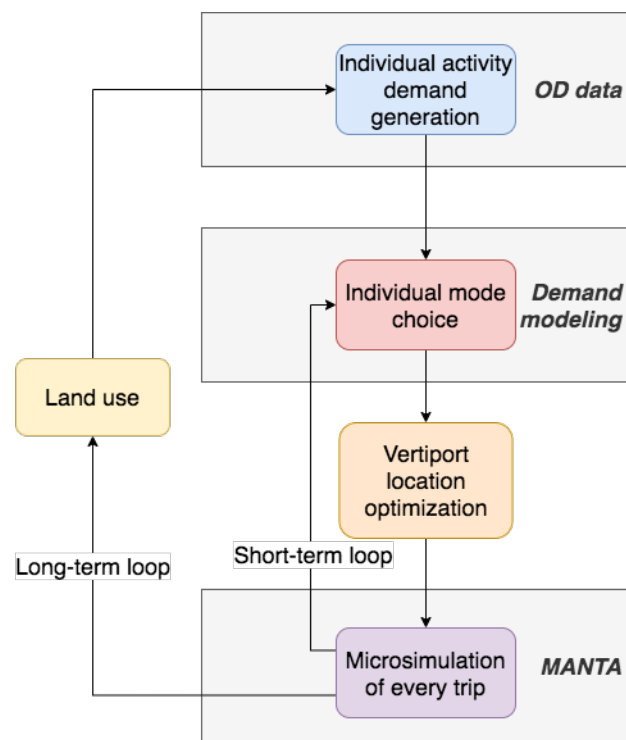 Individual activity
demand
generation
OD data
Individual mode
choice
Demand
modeling
Land use
Vertiport
location
optimization
Short-term loop
Long-term loop
Microsimulation
of every trip
MANTA